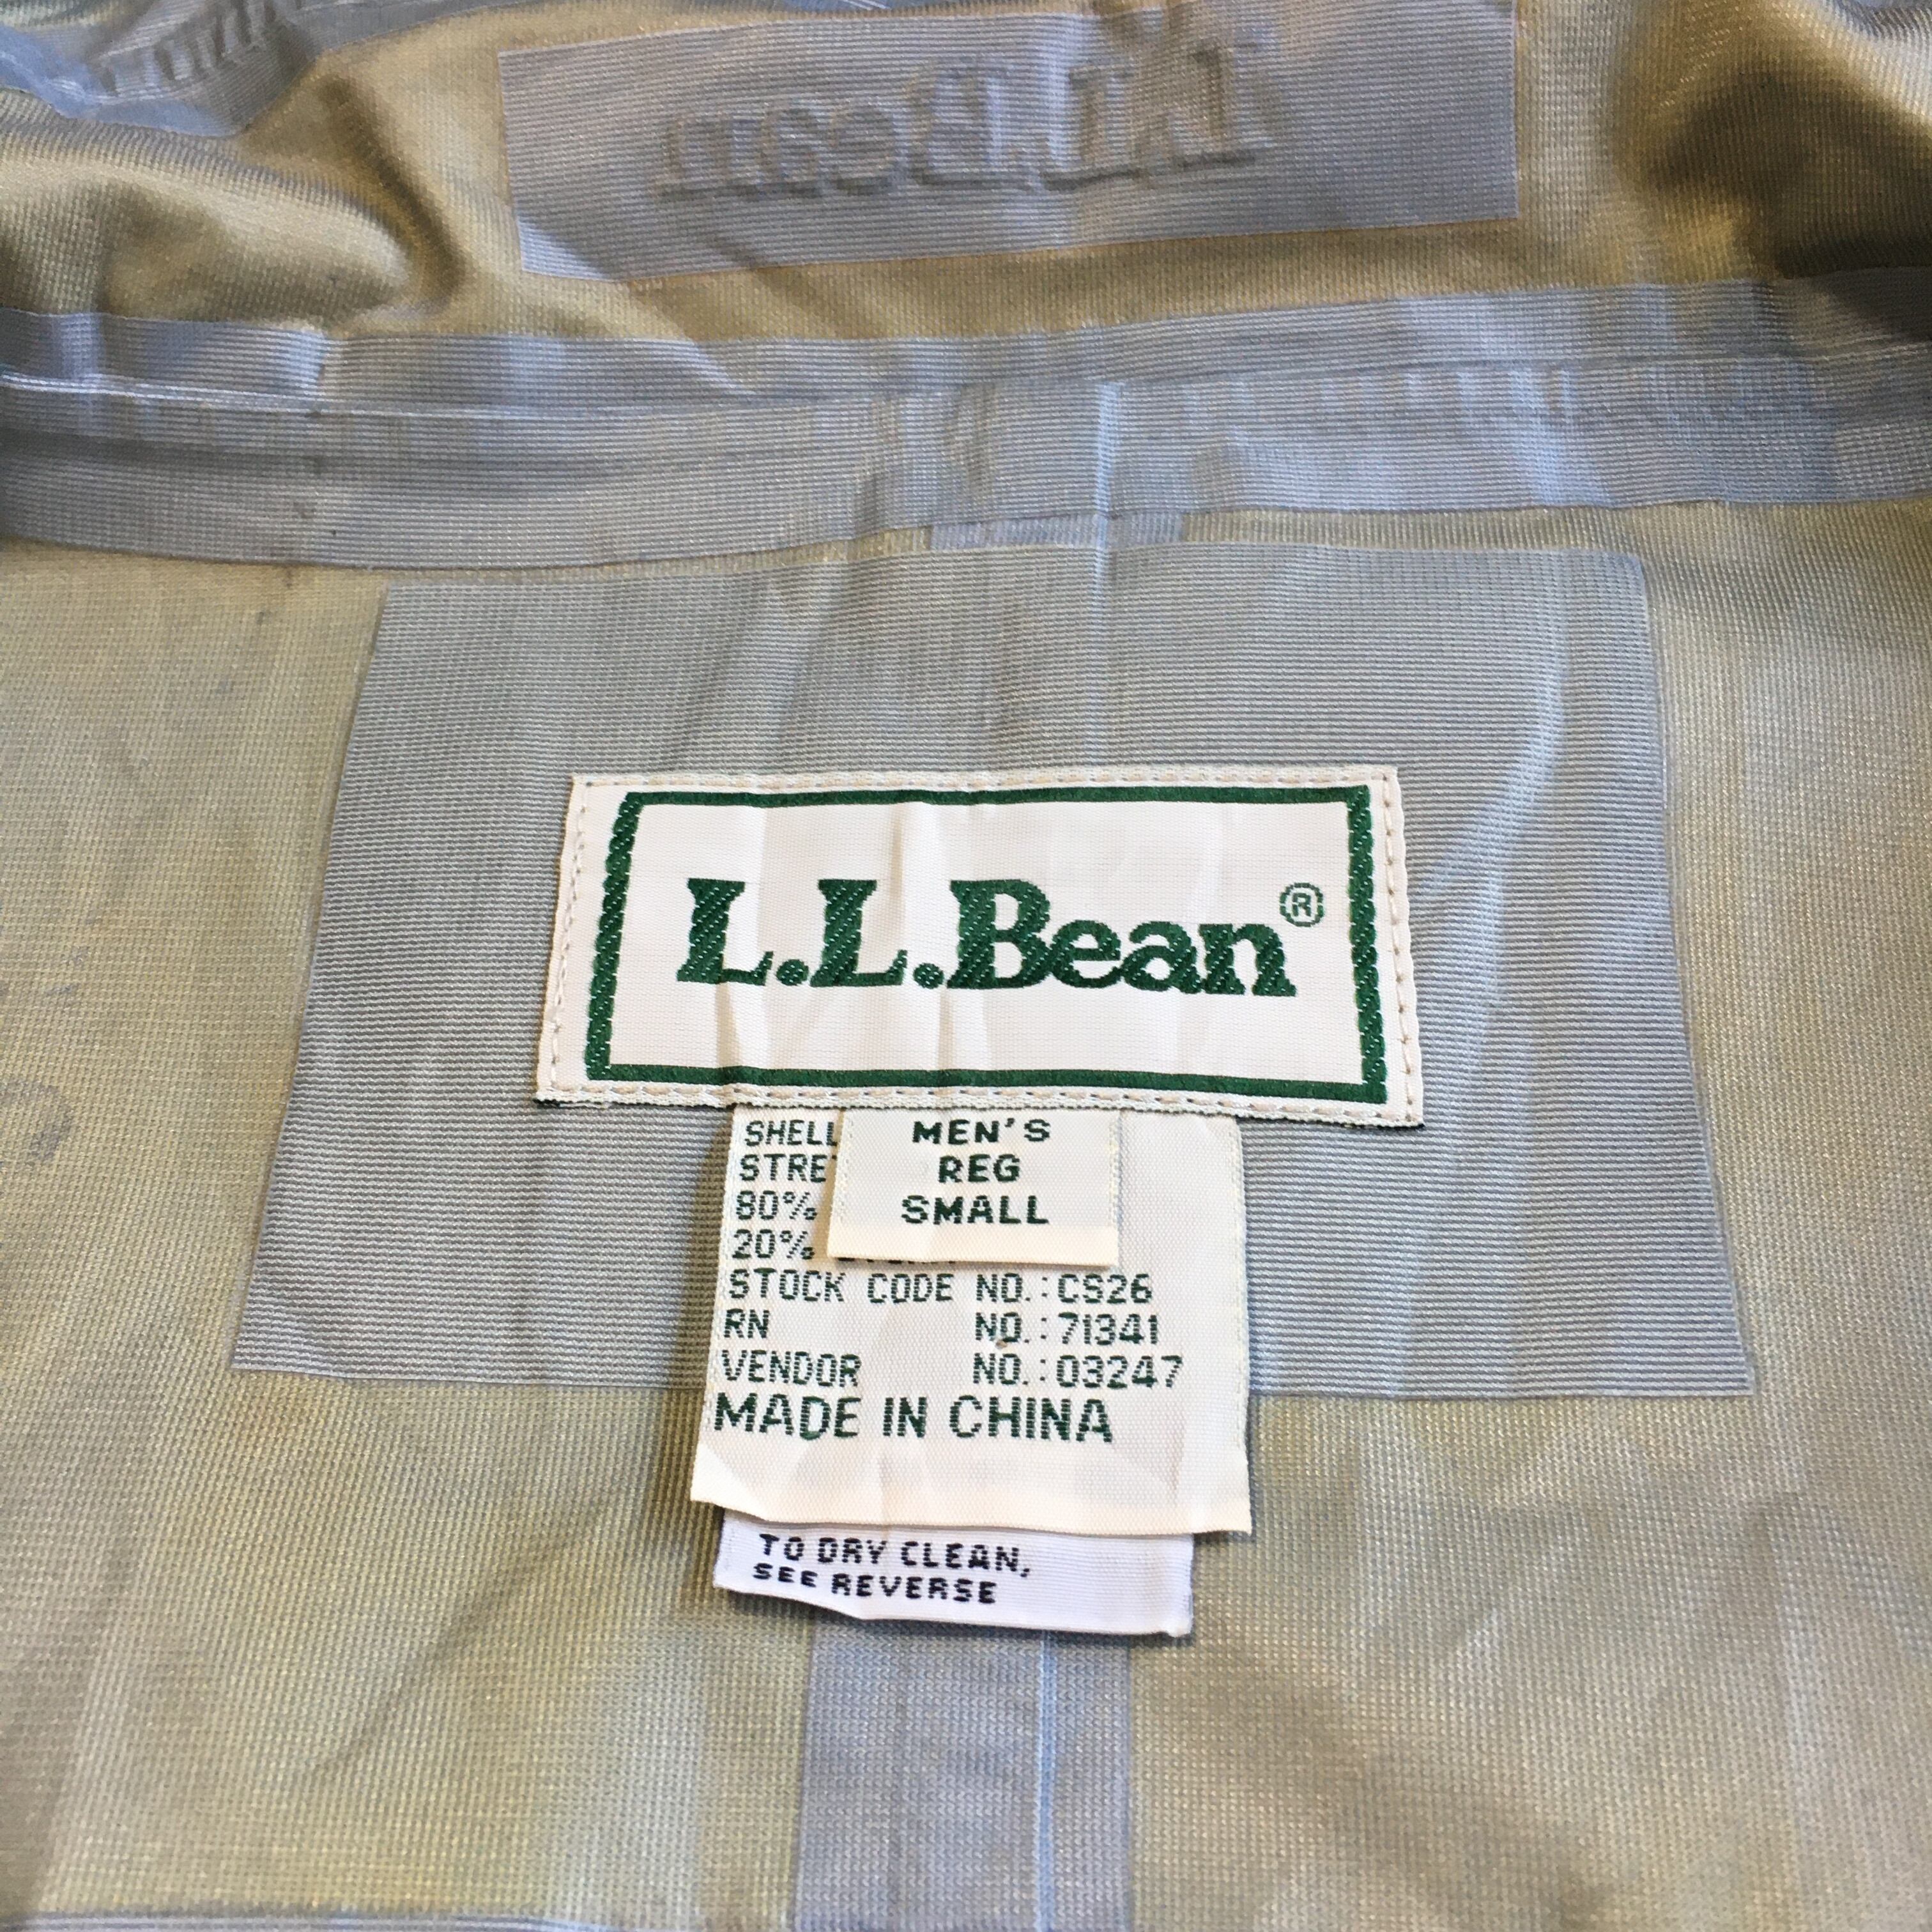 L.L.Bean
L.L.Bean®
MEN'S
REG
SMALL
SHELL
80%
20%
STOCK CODE NO.:CS26
RN NO.:71341
VENDOR NO.:03247
MADE IN CHINA
TO DRY CLEAN,
SEE REVERSE